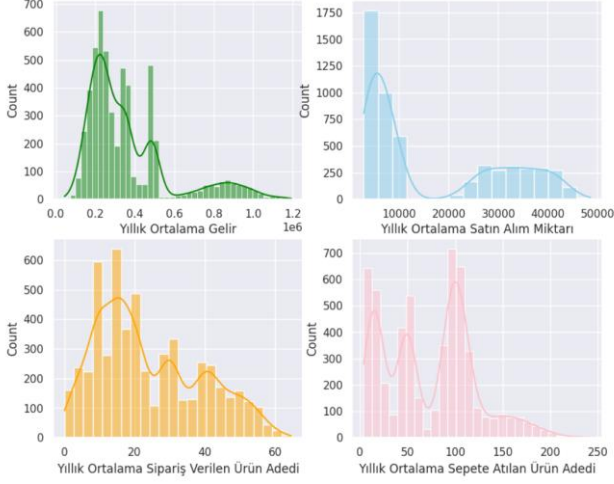 700
600
500
400
300
200
100
0
Count
0.0 0.2 0.4 0.6 0.8 1.0 1.2
1e6
Yıllık Ortalama Gelir
1750
1500
1250
1000
750
500
250
0
Count
10000 20000 30000 40000 50000
Yıllık Ortalama Satın Alım Miktarı
600
500
400
300
200
100
0
Count
0 20 40 60
Yıllık Ortalama Sipariş Verilen Ürün Adedi
700
600
500
400
300
200
100
0
Count
0 50 100 150 200 250
Yıllık Ortalama Sepete Atılan Ürün Adedi